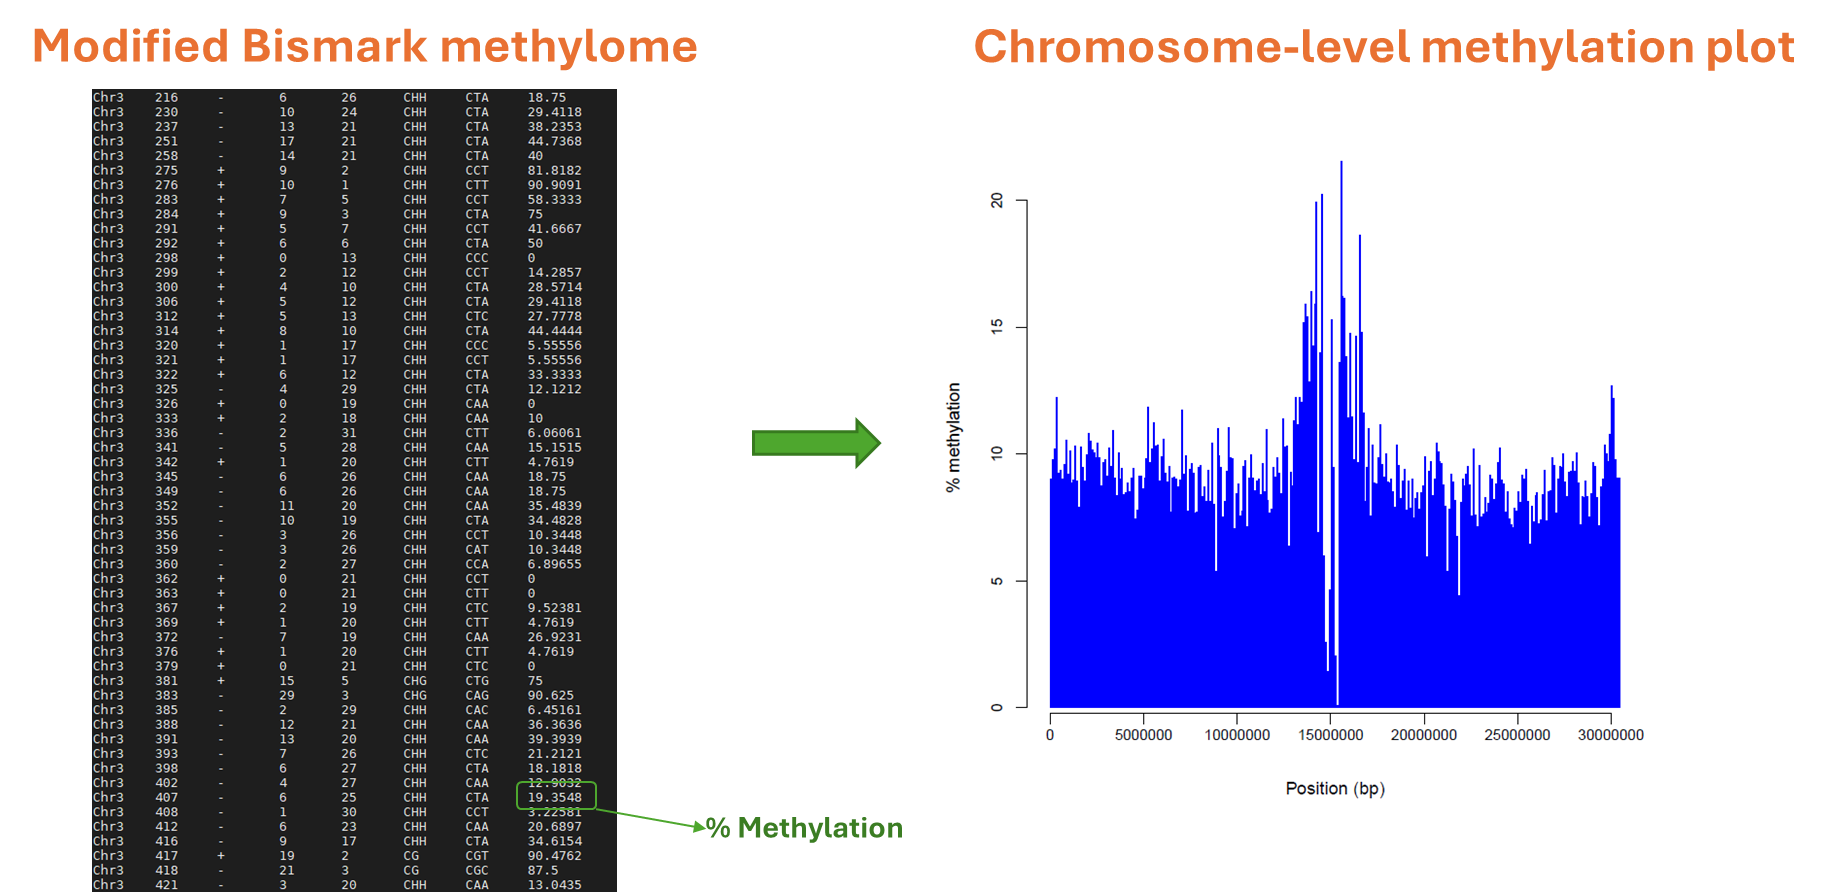 Modified Bismark methylome
Chr3 216 - 6 26 CHH CTA 18.75
Chr3 230 - 10 24 CHH CTA 29.4118
Chr3 237 - 13 21 CHH CTA 38.2353
Chr3 251 - 17 21 CHH CTA 44.7368
Chr3 258 - 14 21 CHH CTA 40
Chr3 275 + 9 2 CHH CCT 81.8182
Chr3 276 + 10 1 CHH CTT 90.9091
Chr3 283 + 7 5 CHH CCT 58.3333
Chr3 284 + 9 3 CHH CTA 75
Chr3 291 + 5 7 CHH CCT 41.6667
Chr3 292 + 6 6 CHH CTA 50
Chr3 298 + 0 13 CHH CCC 0
Chr3 299 + 2 12 CHH CCT 14.2857
Chr3 300 + 4 10 CHH CTA 28.5714
Chr3 306 + 5 12 CHH CTA 29.4118
Chr3 312 + 5 13 CHH CTC 27.7778
Chr3 314 + 8 10 CHH CTA 44.4444
Chr3 320 + 1 17 CHH CCC 5.55556
Chr3 321 + 1 17 CHH CCT 5.55556
Chr3 322 + 6 12 CHH CTA 33.3333
Chr3 325 - 4 29 CHH CTA 12.1212
Chr3 326 + 0 19 CHH CAA 0
Chr3 333 + 2 18 CHH CAA 10
Chr3 336 - 2 31 CHH CTT 6.06061
Chr3 341 - 5 28 CHH CAA 15.1515
Chr3 342 + 1 20 CHH CTT 4.7619
Chr3 345 - 6 26 CHH CAA 18.75
Chr3 349 - 6 26 CHH CAA 18.75
Chr3 352 - 11 20 CHH CAA 35.4839
Chr3 355 - 10 19 CHH CTA 34.4828
Chr3 356 - 3 26 CHH CCT 10.3448
Chr3 359 - 3 26 CHH CAT 10.3448
Chr3 360 - 2 27 CHH CCA 6.89655
Chr3 362 + 0 21 CHH CCT 0
Chr3 363 + 0 21 CHH CTT 0
Chr3 367 + 2 19 CHH CTC 9.52381
Chr3 369 + 1 20 CHH CTT 4.7619
Chr3 372 - 7 19 CHH CAA 26.9231
Chr3 376 + 1 20 CHH CTT 4.7619
Chr3 379 + 0 21 CHH CTC 0
Chr3 381 + 15 5 CHG CTG 75
Chr3 383 - 29 3 CHG CAG 90.625
Chr3 385 - 2 29 CHH CAC 6.45161
Chr3 388 - 12 21 CHH CAA 36.3636
Chr3 391 - 13 20 CHH CAA 39.3939
Chr3 393 - 7 26 CHH CTC 21.2121
Chr3 398 - 6 27 CHH CTA 18.1818
Chr3 402 - 4 27 CHH CAA 12.9032
Chr3 407 - 6 25 CHH CTA 19.3548
Chr3 408 - 1 30 CHH CCT 3.22581
Chr3 412 - 6 23 CHH CAA 20.6897
Chr3 416 - 9 17 CHH CTA 34.6154
Chr3 417 + 19 2 CG CGT 90.4762
Chr3 418 - 21 3 CG CGC 87.5
Chr3 421 - 3 20 CHH CAA 13.0435
% Methylation
Chromosome-level methylation plot
% methylation
20
15
10
5
0
0 5000000 10000000 15000000 20000000 25000000 30000000
Position (bp)